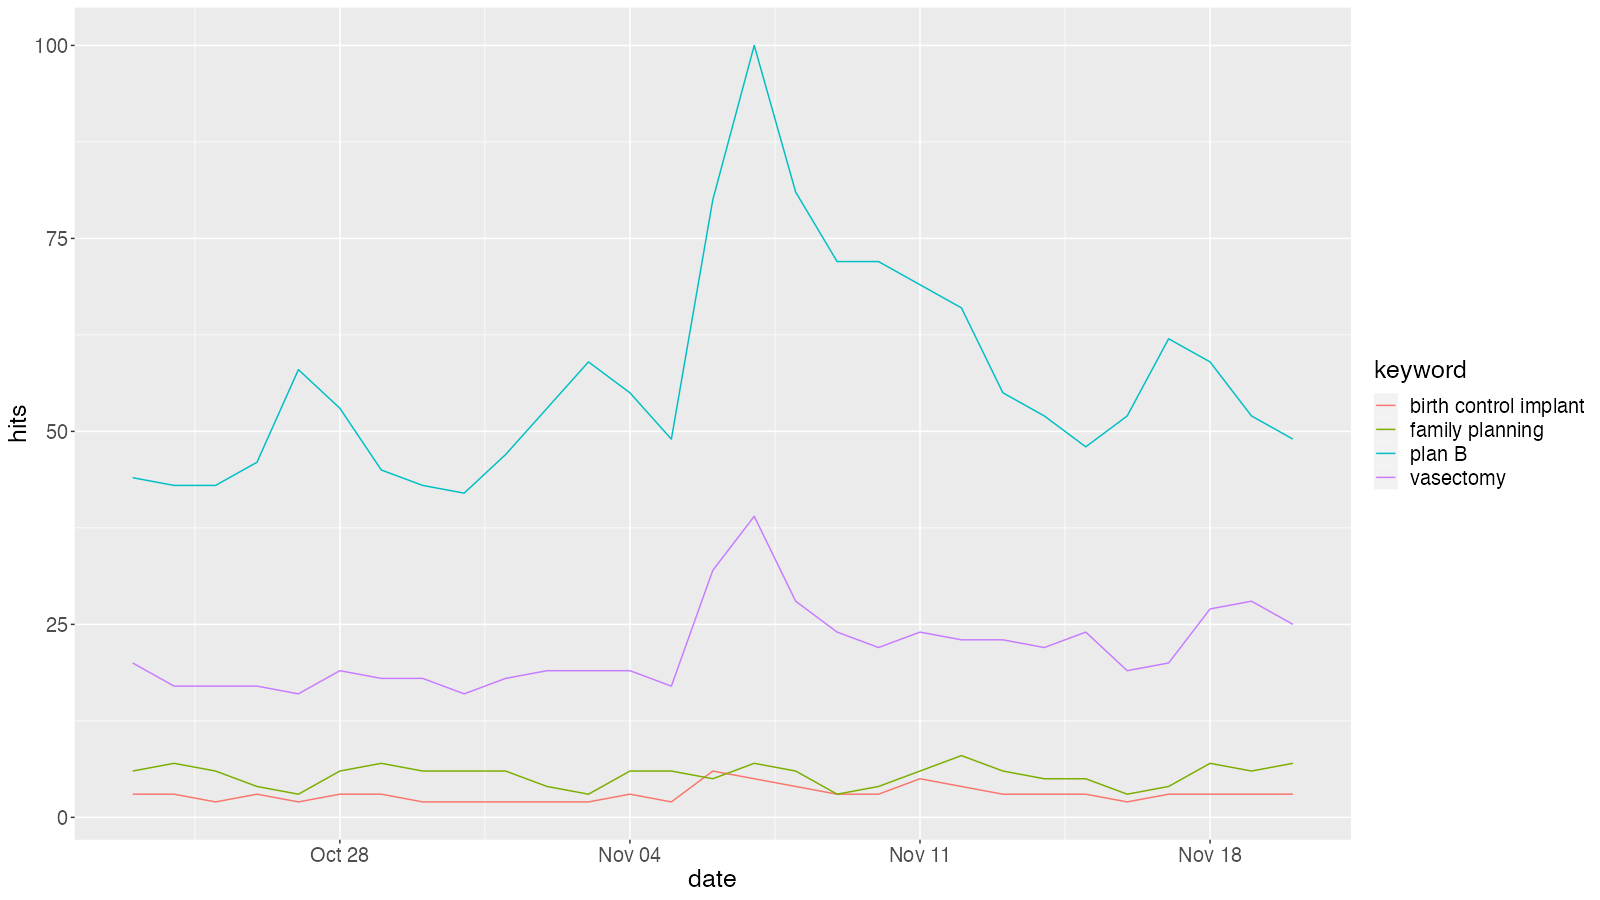 100
75
50
25
0
hits
Oct 28
Nov 04
Nov 11
Nov 18
date
keyword
birth control implant
family planning
plan B
vasectomy